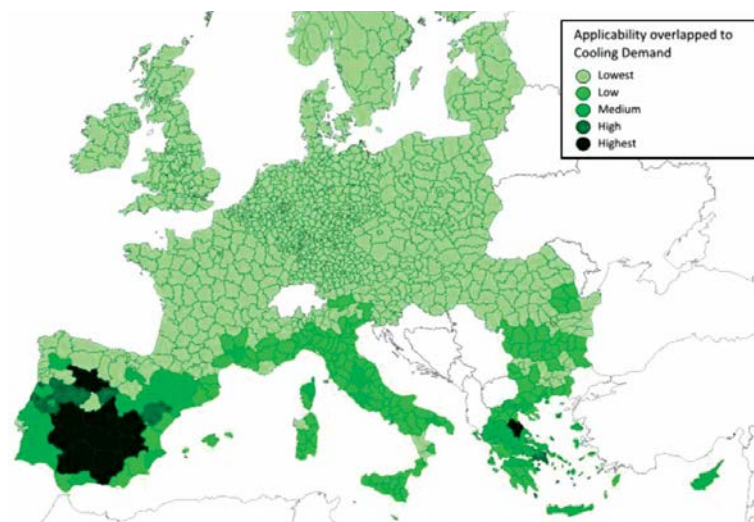 Applicability overlapped to
Cooling Demand
Lowest
Low
Medium
High
Highest